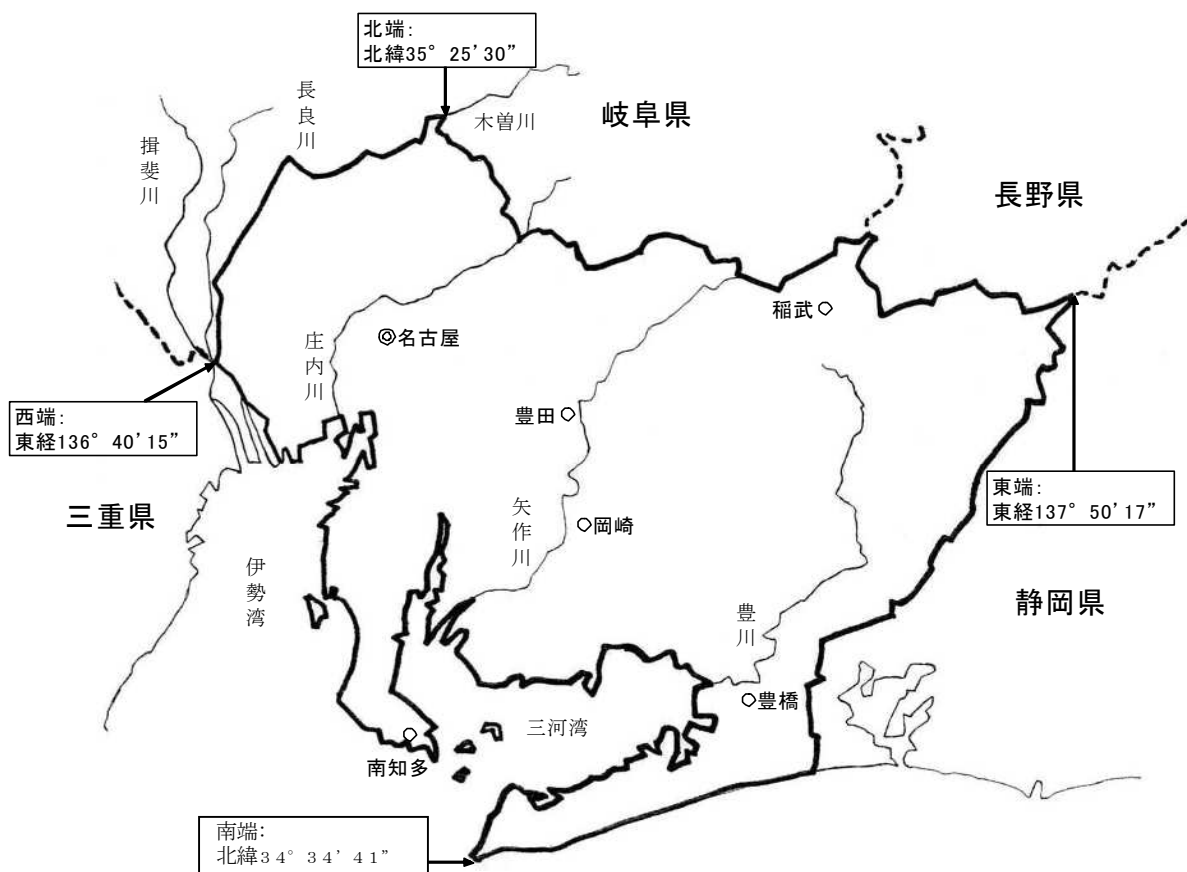 北端:
北緯35°25'30”
長良川
木曽川
岐阜県
揖斐川
長野県
稲武
名古屋
庄内川
西端:
東経136°40'15”
豊田
東端:
東経137°50'17”
三重県
矢作川
岡崎
伊勢湾
静岡県
豊川
豊橋
三河湾
南知多
南端:
北緯34°34'41”